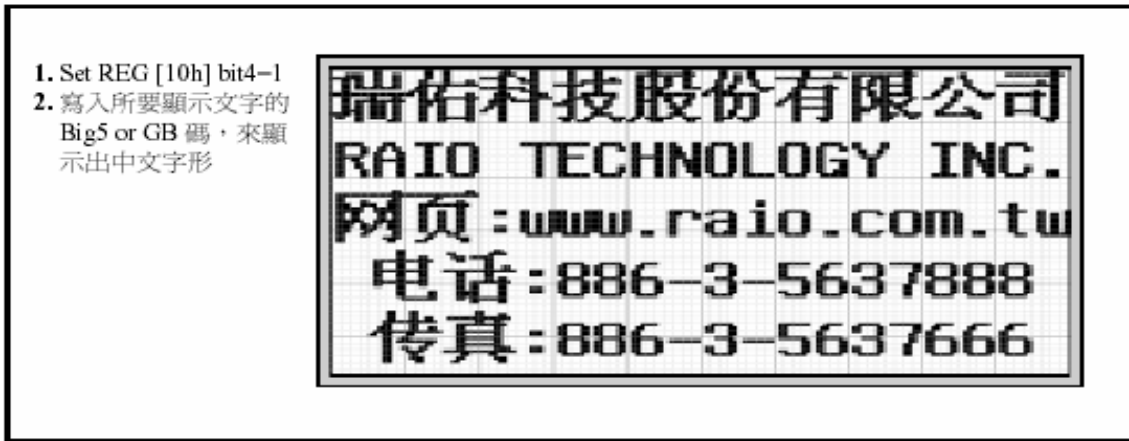 1. Set REG [10h] bit4=1
2. 寫入所要顯示文字的
Big5 or GB 碼，來顯
示出中文字形
瑞佑科技股份有限公司
RAIO TECHNOLOGY INC.
网页:www.raio.com.tw
电话:886-3-5637888
传真:886-3-5637666